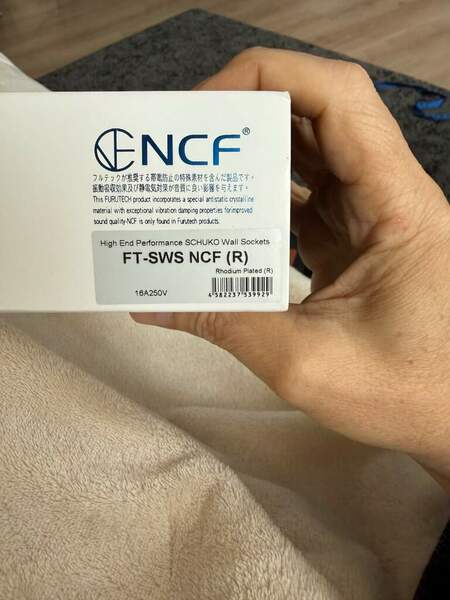 NCF®
フルテックが推奨する帯電防止の特殊素材を含んだ製品です。
振動吸収効果及び静電気対策が音質に良い影響を与えます。
This FURUTECH product incorporates a special antistatic crystalline
material with exceptional vibration damping properties forimproved
sound quality-NCF is only found in Furutech products.
High End Performance SCHUKO Wall Sockets
FT-SWS NCF (R)
Rhodium Plated (R)
16A250V
4582237539929